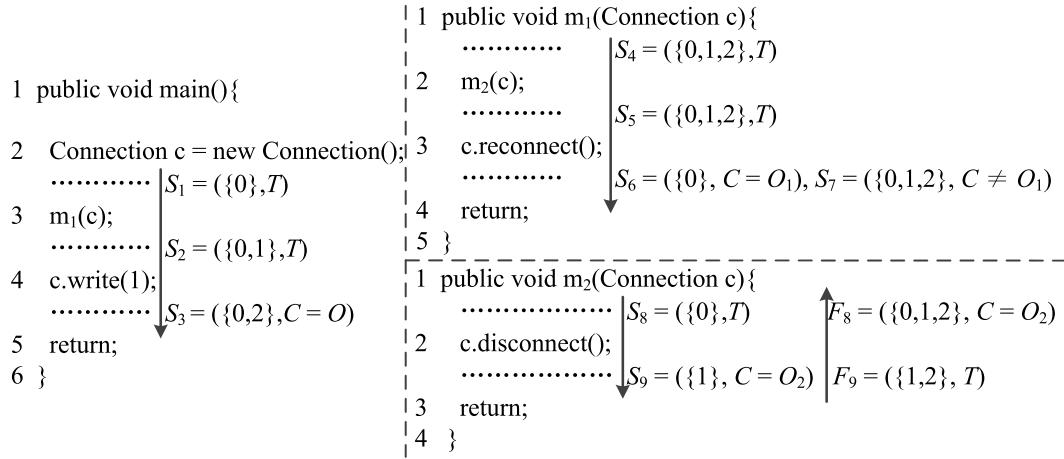 1 public void main(){
2 Connection c = new Connection();
………… S₁ = ({0},T)
3 m₁(c);
………… S₂ = ({0,1},T)
4 c.write(1);
………… S₃ = ({0,2},C = O)
5 return;
6 }
1 public void m₁(Connection c){
………… S₄ = ({0,1,2},T)
2 m₂(c);
………… S₅ = ({0,1,2},T)
3 c.reconnect();
………… S₆ = ({0}, C = O₁), S₇ = ({0,1,2}, C ≠ O₁)
4 return;
5 }
1 public void m₂(Connection c){
……………… S₈ = ({0},T) F₈ = ({0,1,2}, C = O₂)
2 c.disconnect();
……………… S₉ = ({1}, C = O₂) F₉ = ({1,2}, T)
3 return;
4 }